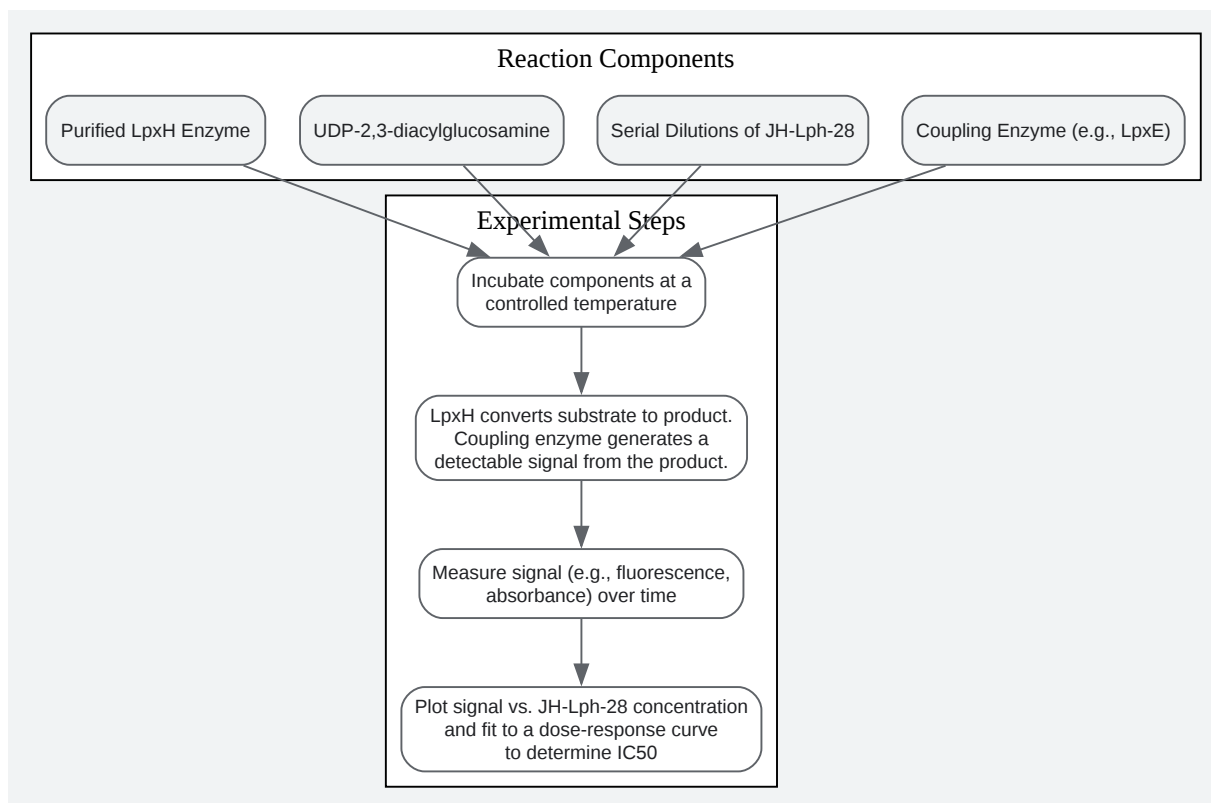 Reaction Components
Purified LpxH Enzyme
UDP-2,3-diacylglucosamine
Serial Dilutions of JH-Lph-28
Coupling Enzyme (e.g., LpxE)
Experimental Steps
Incubate components at a
controlled temperature
LpxH converts substrate to product.
Coupling enzyme generates a
detectable signal from the product.
Measure signal (e.g., fluorescence,
absorbance) over time
Plot signal vs. JH-Lph-28 concentration
and fit to a dose-response curve
to determine IC50